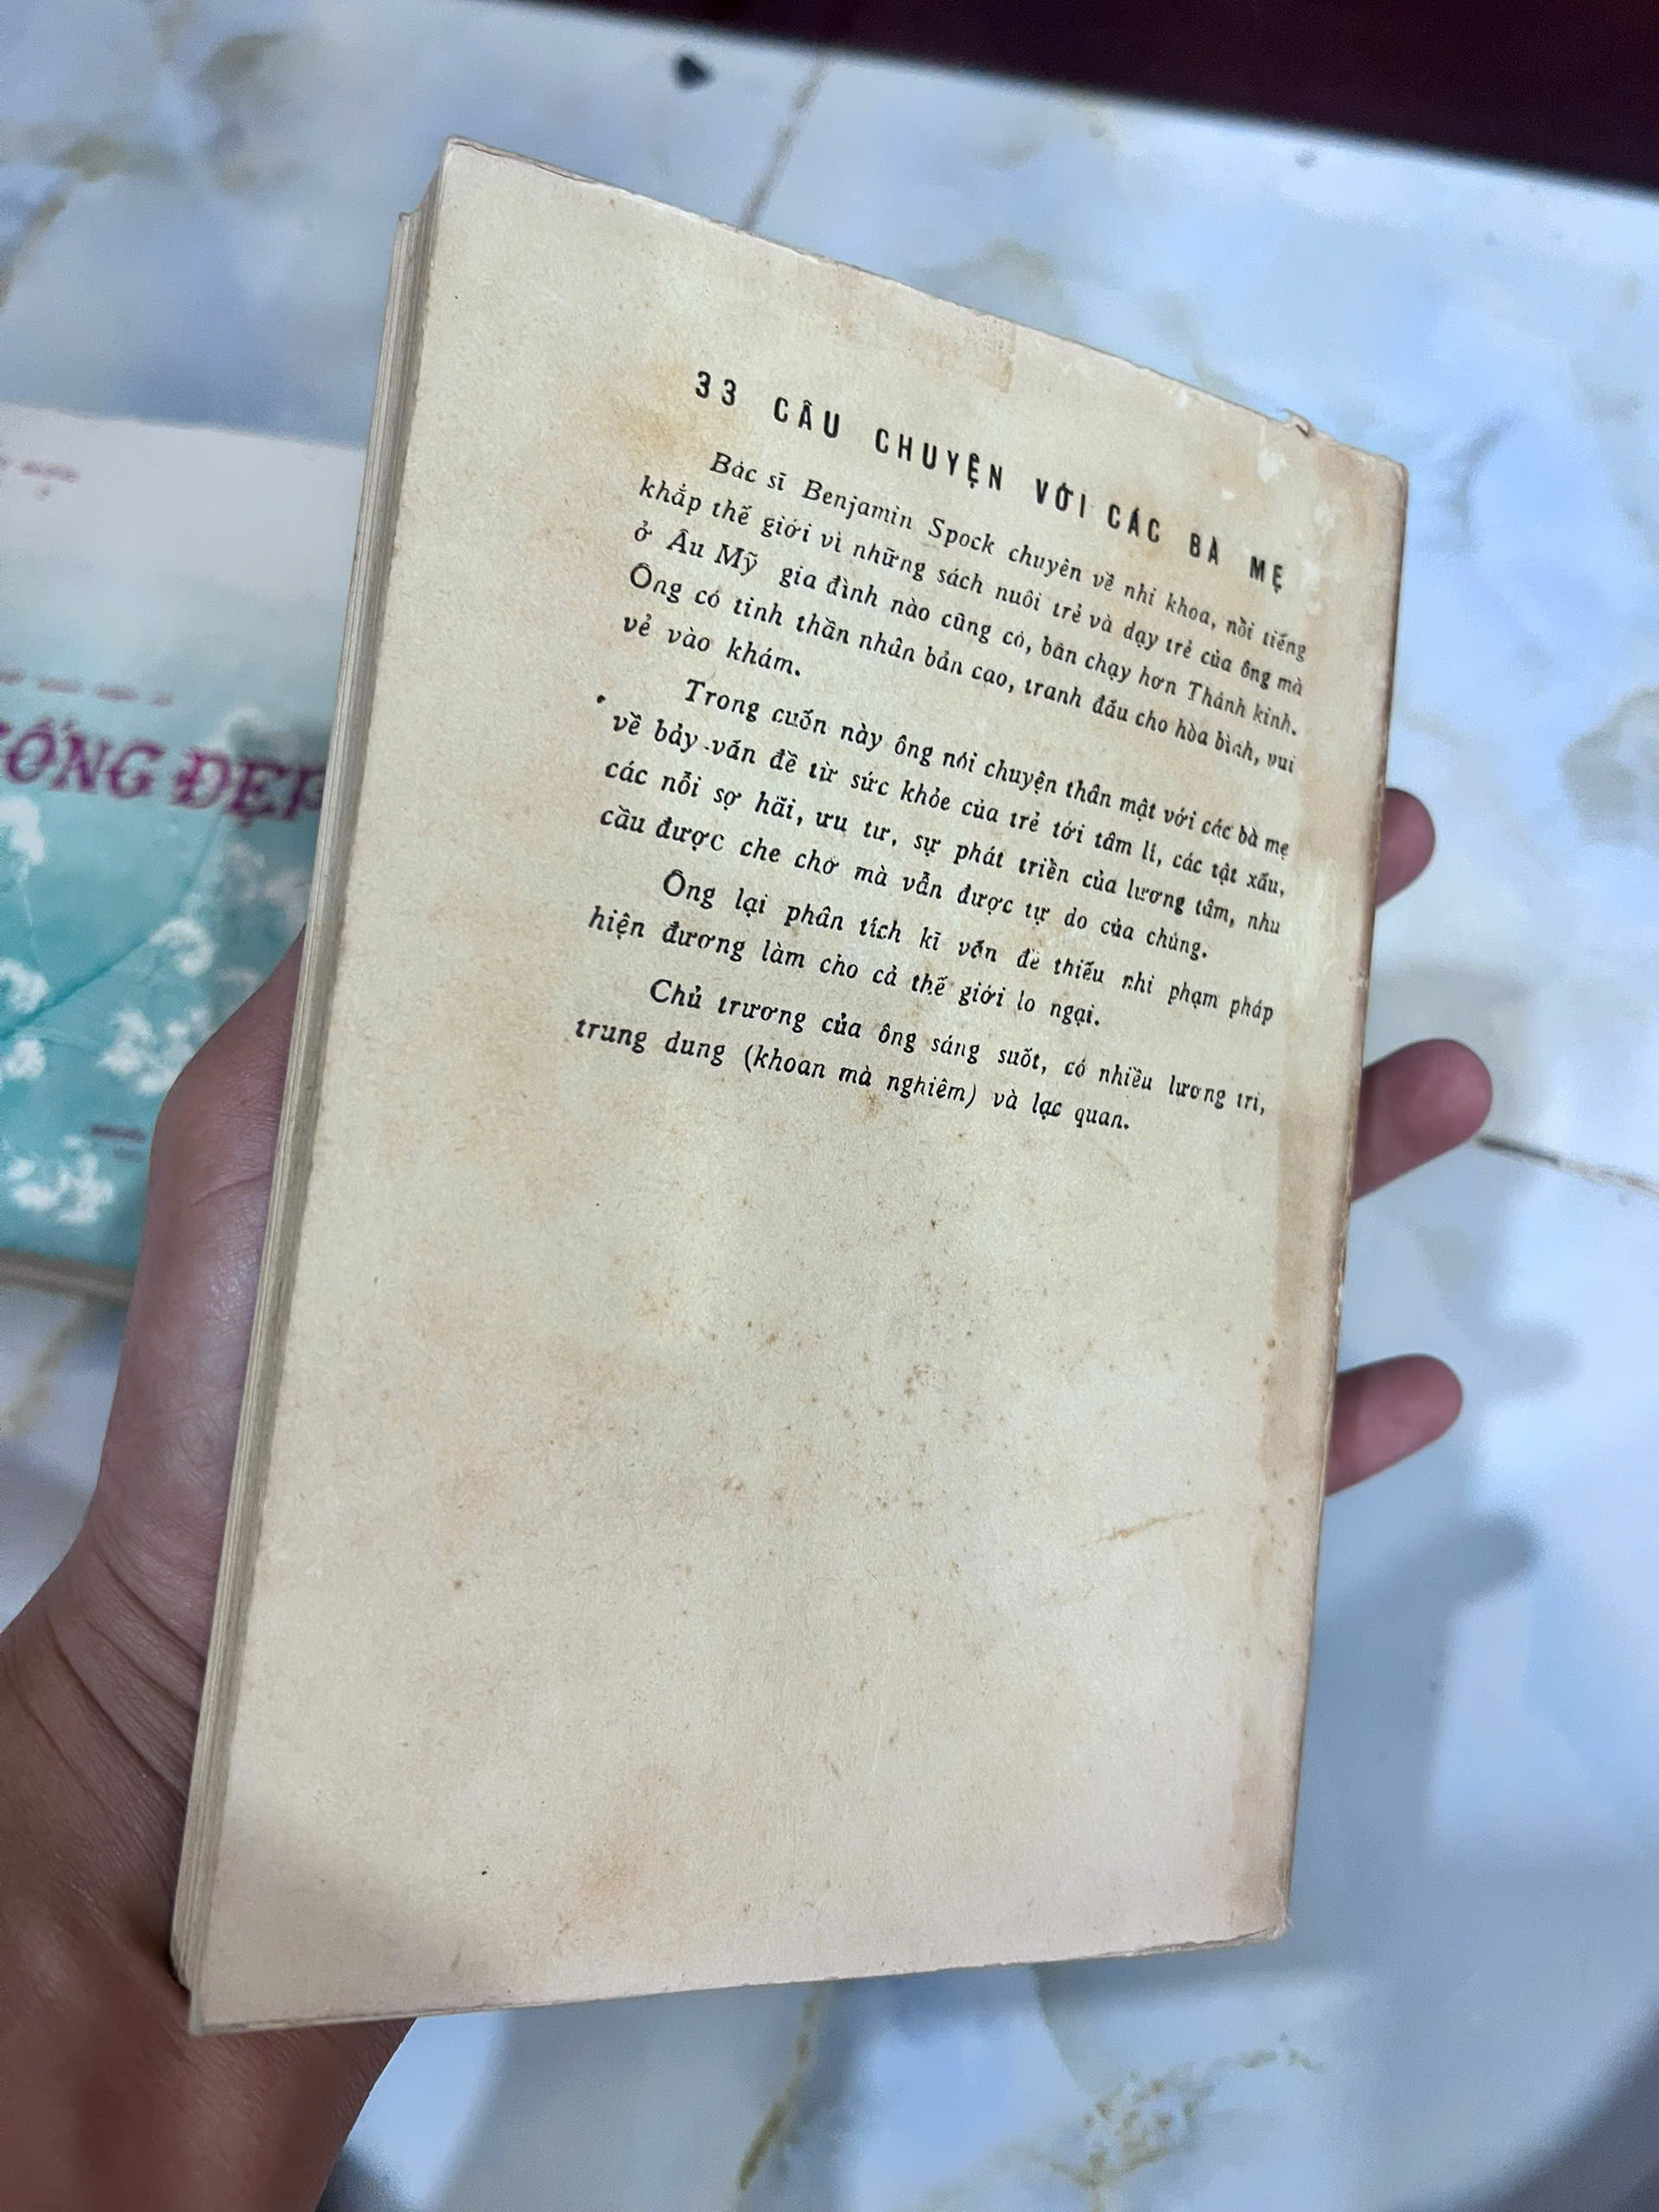 33 CÂU CHUYỆN VỚI CÁC BÀ MẸ
Bác sĩ Benjamin Spock chuyên về nhi khoa, nổi tiếng
khắp thế giới vì những sách nuôi trẻ và dạy trẻ của ông mà
ở Âu Mỹ gia đình nào cũng có, bán chạy hơn Thánh kinh.
Ông có tinh thần nhân bản cao, tranh đấu cho hòa bình, vui
vẻ vào khám.
Trong cuốn này ông nói chuyện thân mật với các bà mẹ
về bảy vấn đề từ sức khỏe của trẻ tới tâm lí, các tật xấu,
các nỗi sợ hãi, ưu tư, sự phát triển của lương tâm, nhu
cầu được che chở mà vẫn được tự do của chúng.
Ông lại phân tích kĩ vấn đề thiếu nhi phạm pháp
hiện đương làm cho cả thế giới lo ngại.
Chủ trương của ông sáng suốt, có nhiều lương tri,
trung dung (khoan mà nghiêm) và lạc quan.
ỐNG ĐẸP